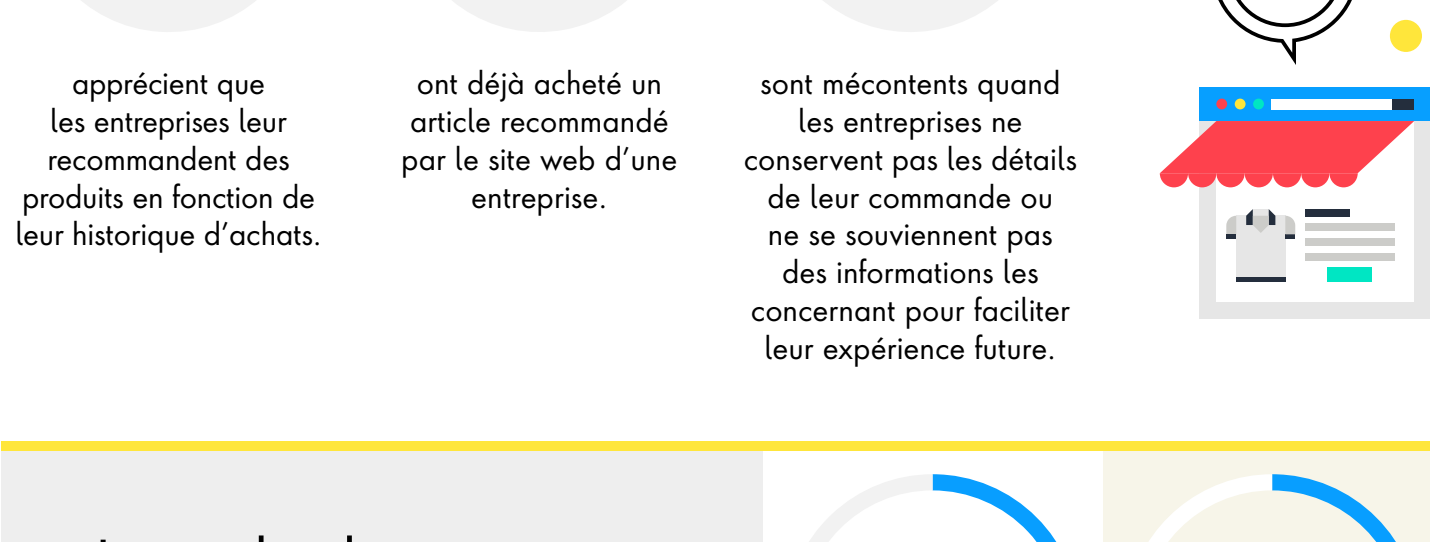 apprécient que
les entreprises leur
recommandent des
produits en fonction de
leur historique d’achats.
ont déjà acheté un
article recommandé
par le site web d’une
entreprise.
sont mécontents quand
les entreprises ne
conservent pas les détails
de leur commande ou
ne se souviennent pas
des informations les
concernant pour faciliter
leur expérience future.